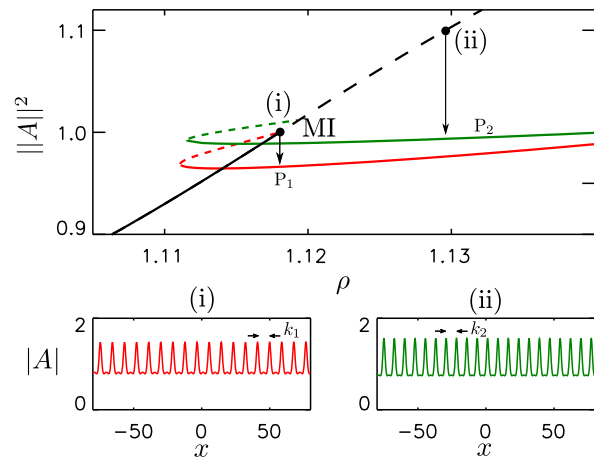 1.1
(ii)
(i)
||A||²
1.0
MI
P₂
P₁
0.9
1.11
1.12
1.13
ρ
(i)
(ii)
2
k₁
2
k₂
|A|
0
0
−50
0
50
−50
0
50
x
x